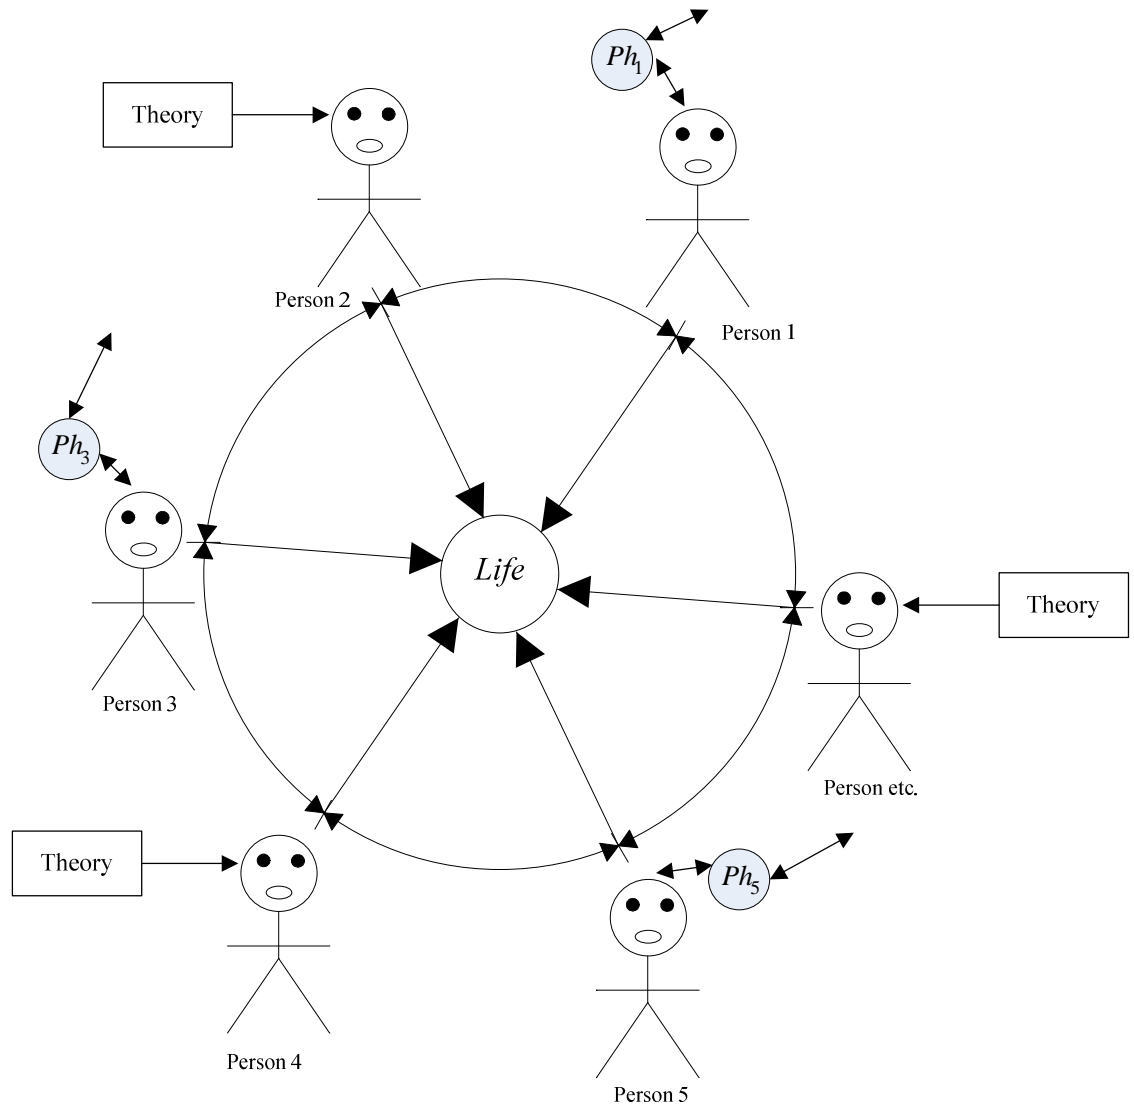 Ph1
Theory
Person 2
Person 1
Ph3
Life
Theory
Person 3
Person etc.
Theory
Ph5
Person 4
Person 5